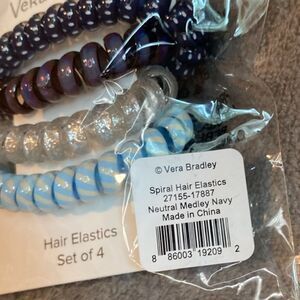 Vera
© Vera Bradley
Spiral Hair Elastics
27155-17887
Neutral Medley Navy
Made in China
8 86003 19209 2
Hair Elastics
Set of 4